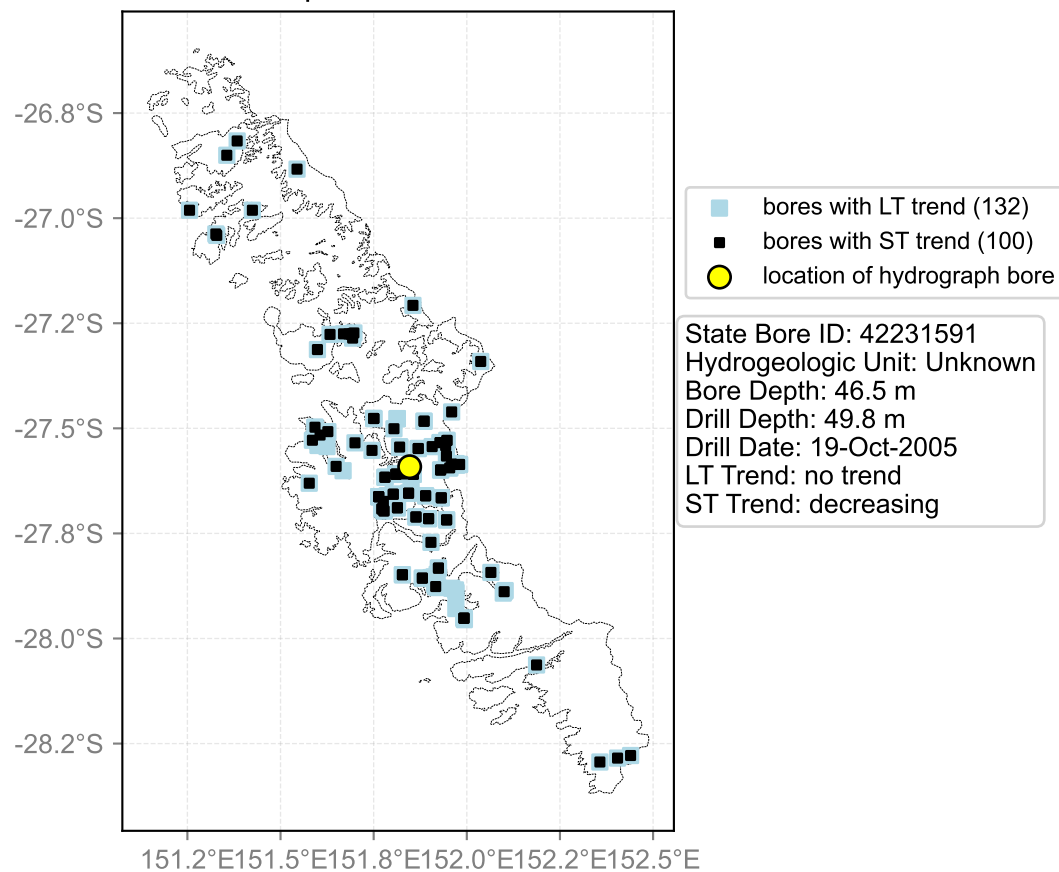 -26.8°S
-27.0°S
-27.2°S
-27.5°S
-27.8°S
-28.0°S
-28.2°S
151.2°E151.5°E151.8°E152.0°E152.2°E152.5°E
bores with LT trend (132)
bores with ST trend (100)
location of hydrograph bore
State Bore ID: 42231591
Hydrogeologic Unit: Unknown
Bore Depth: 46.5 m
Drill Depth: 49.8 m
Drill Date: 19-Oct-2005
LT Trend: no trend
ST Trend: decreasing